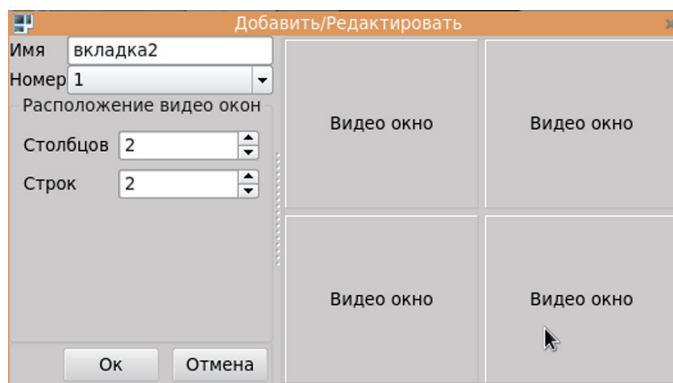 Добавить/Редактировать
Имя вкладка2
Номер 1
Расположение видео окон
Столбцов 2
Строк 2
Ок Отмена
Видео окно Видео окно
Видео окно Видео окно